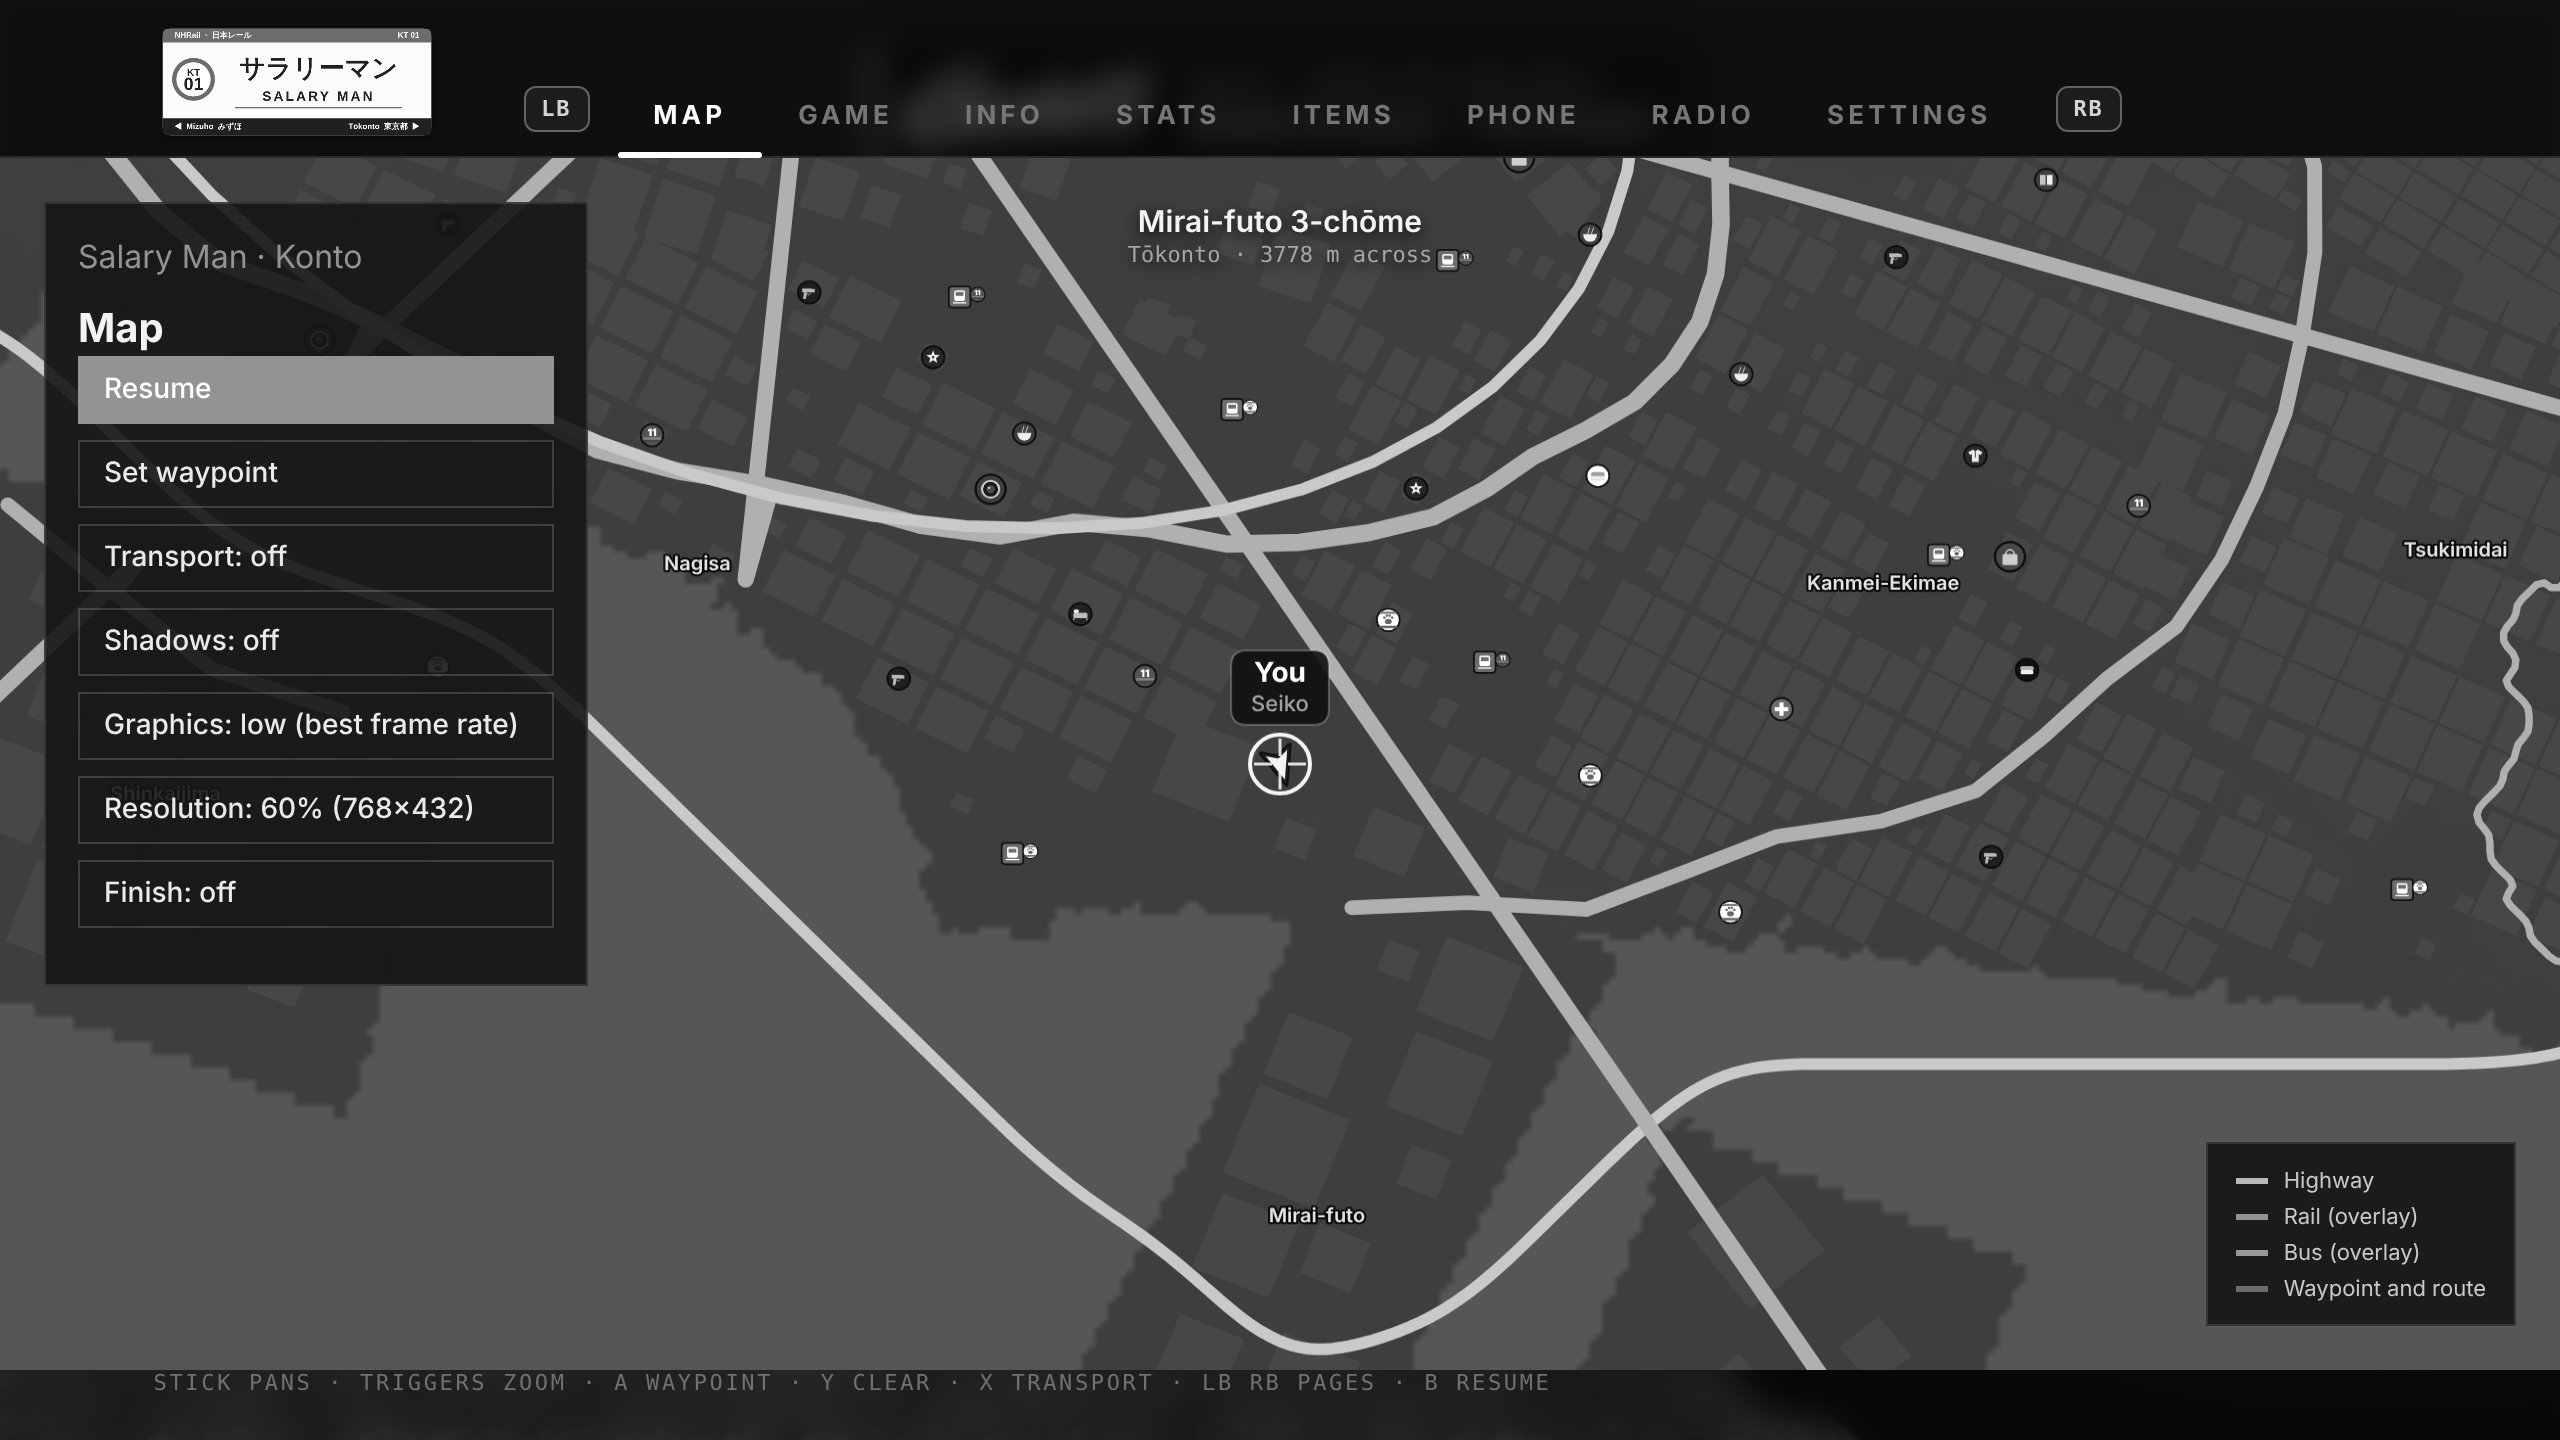 NHRail · 日本レール KT 01
KT
01
サラリーマン
SALARY MAN
◀ Mizuho みずほ Tokonto 東京都 ▶
LB MAP GAME INFO STATS ITEMS PHONE RADIO SETTINGS RB
Salary Man · Konto
Map
Resume
Set waypoint
Transport: off
Shadows: off
Graphics: low (best frame rate)
Shinkaijima
Resolution: 60% (768×432)
Finish: off
Mirai-futo 3-chōme
Tōkonto · 3778 m across
Nagisa
Tsukimidai
Kanmei-Ekimae
You
Seiko
Mirai-futo
Highway
Rail (overlay)
Bus (overlay)
Waypoint and route
STICK PANS · TRIGGERS ZOOM · A WAYPOINT · Y CLEAR · X TRANSPORT · LB RB PAGES · B RESUME